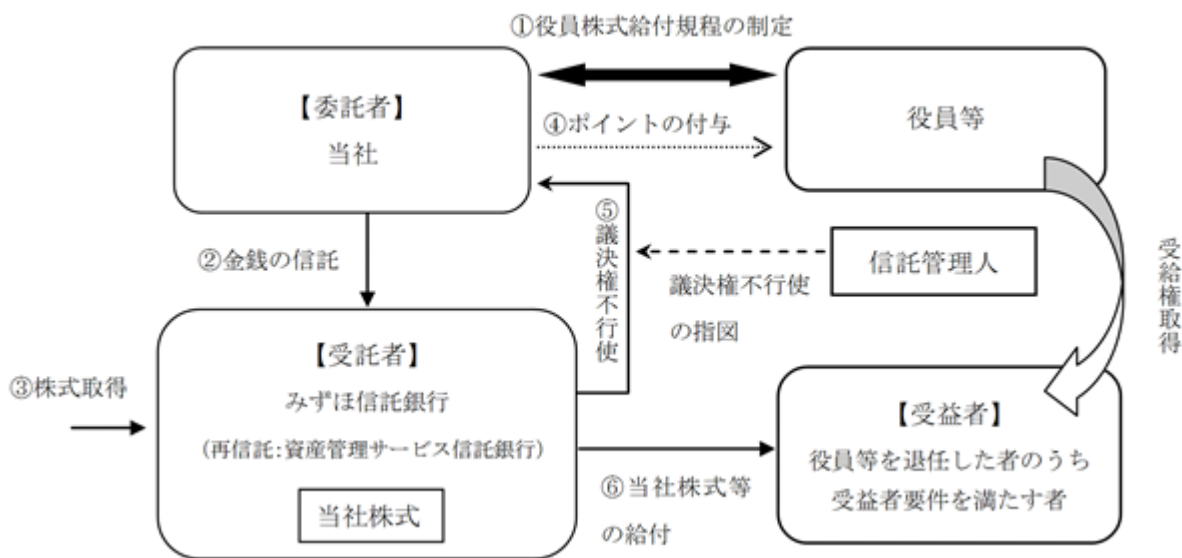 ①役員株式給付規程の制定
【委託者】
当社
④ポイントの付与
役員等
②金銭の信託
⑤議決権不行使
議決権不行使
の指図
信託管理人
受給権取得
③株式取得
【受託者】
みずほ信託銀行
(再信託:資産管理サービス信託銀行)
当社株式
⑥当社株式等
の給付
【受益者】
役員等を退任した者のうち
受益者要件を満たす者